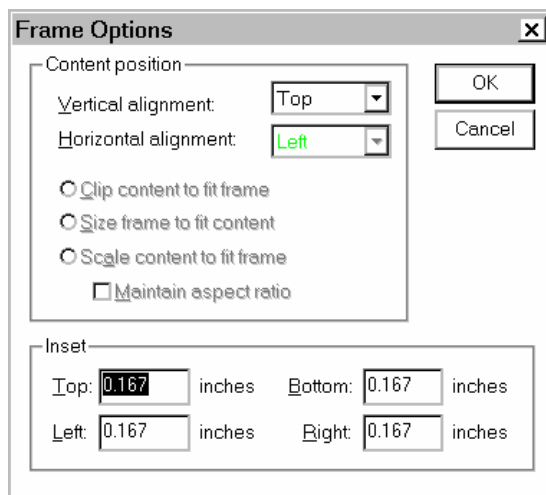 Frame Options
Content position
Vertical alignment: Top
Horizontal alignment: Left
Clip content to fit frame
Size frame to fit content
Scale content to fit frame
Maintain aspect ratio
OK
Cancel
Inset
Top: 0.167 inches Bottom: 0.167 inches
Left: 0.167 inches Right: 0.167 inches